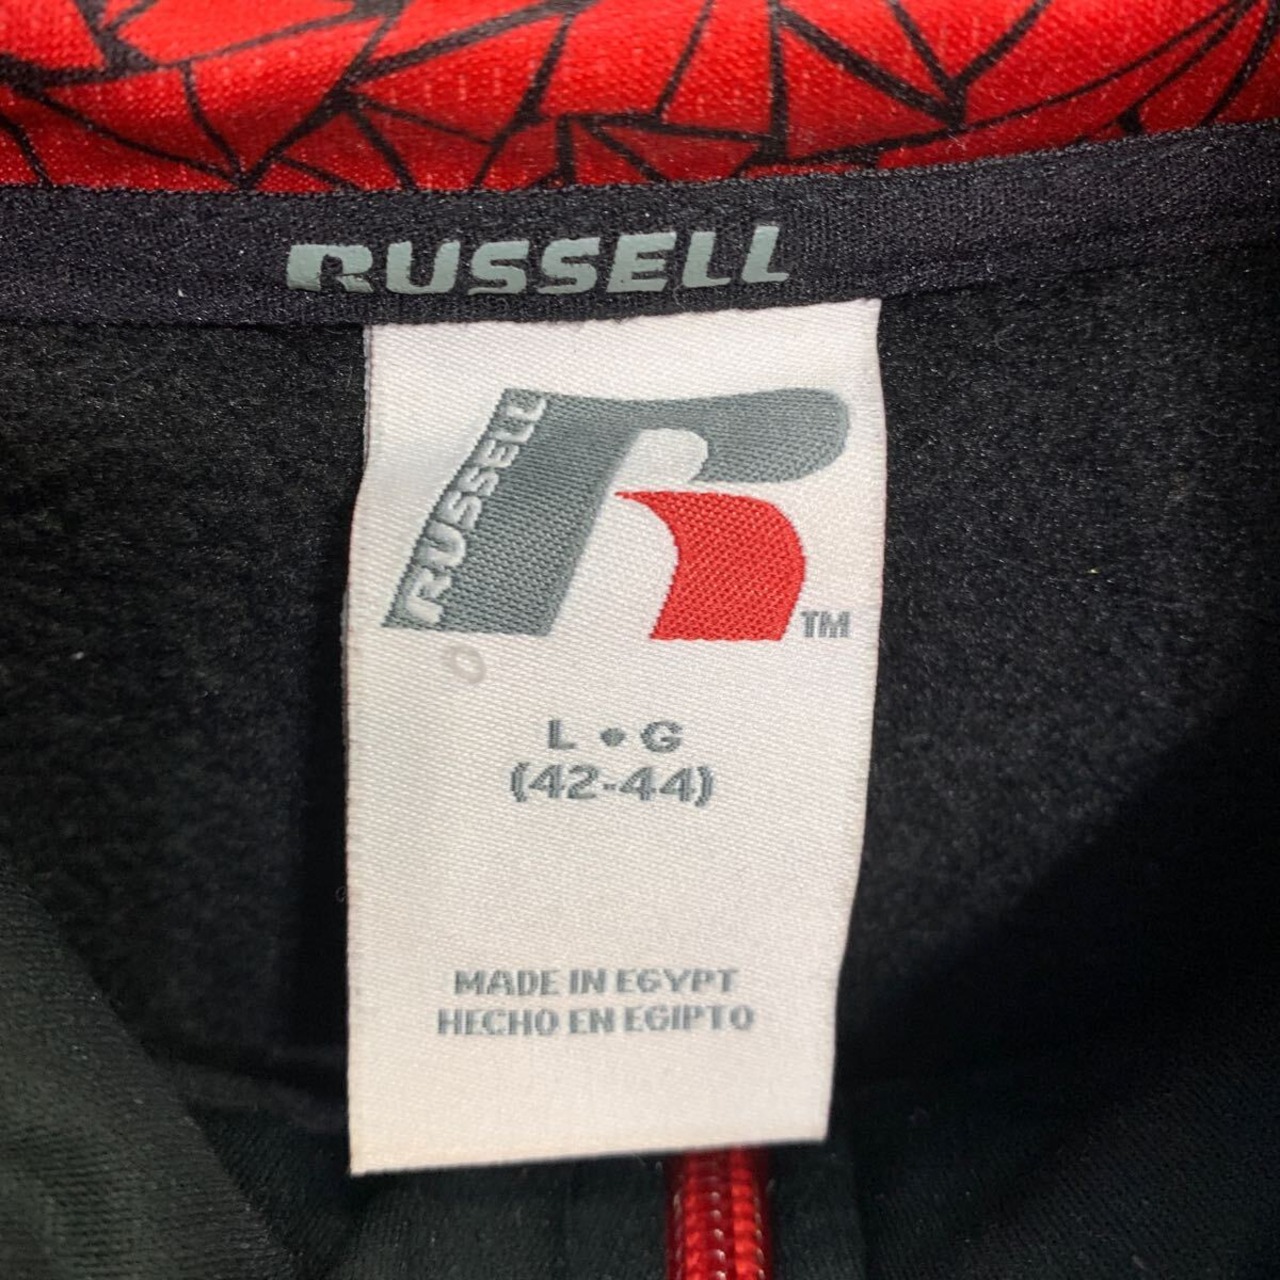 RUSSELL
RUSSELL
TM
L • G
(42-44)
MADE IN EGYPT
HECHO EN EGIPTO